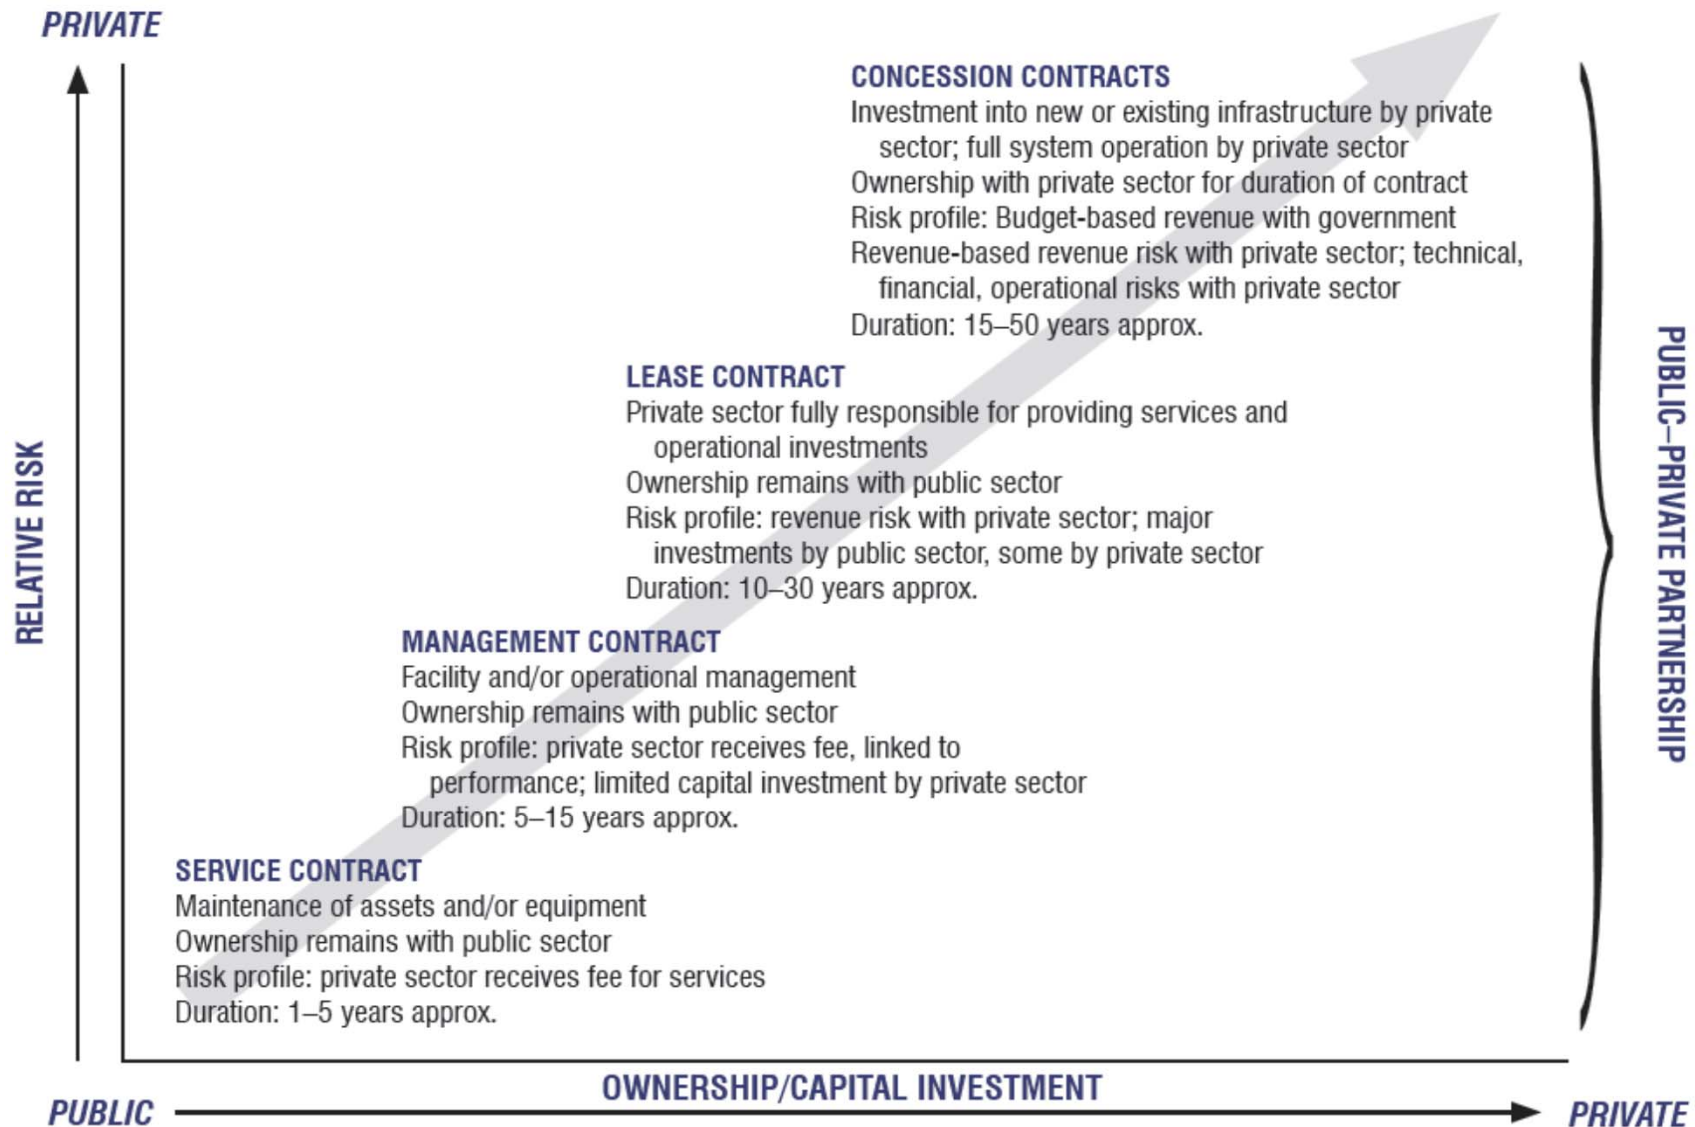 PRIVATE
CONCESSION CONTRACTS
Investment into new or existing infrastructure by private
sector; full system operation by private sector
Ownership with private sector for duration of contract
Risk profile: Budget-based revenue with government
Revenue-based revenue risk with private sector; technical,
financial, operational risks with private sector
Duration: 15–50 years approx.
LEASE CONTRACT
Private sector fully responsible for providing services and
operational investments
Ownership remains with public sector
Risk profile: revenue risk with private sector; major
investments by public sector, some by private sector
Duration: 10–30 years approx.
MANAGEMENT CONTRACT
Facility and/or operational management
Ownership remains with public sector
Risk profile: private sector receives fee, linked to
performance; limited capital investment by private sector
Duration: 5–15 years approx.
SERVICE CONTRACT
Maintenance of assets and/or equipment
Ownership remains with public sector
Risk profile: private sector receives fee for services
Duration: 1–5 years approx.
RELATIVE RISK
PUBLIC–PRIVATE PARTNERSHIP
OWNERSHIP/CAPITAL INVESTMENT
PUBLIC
PRIVATE